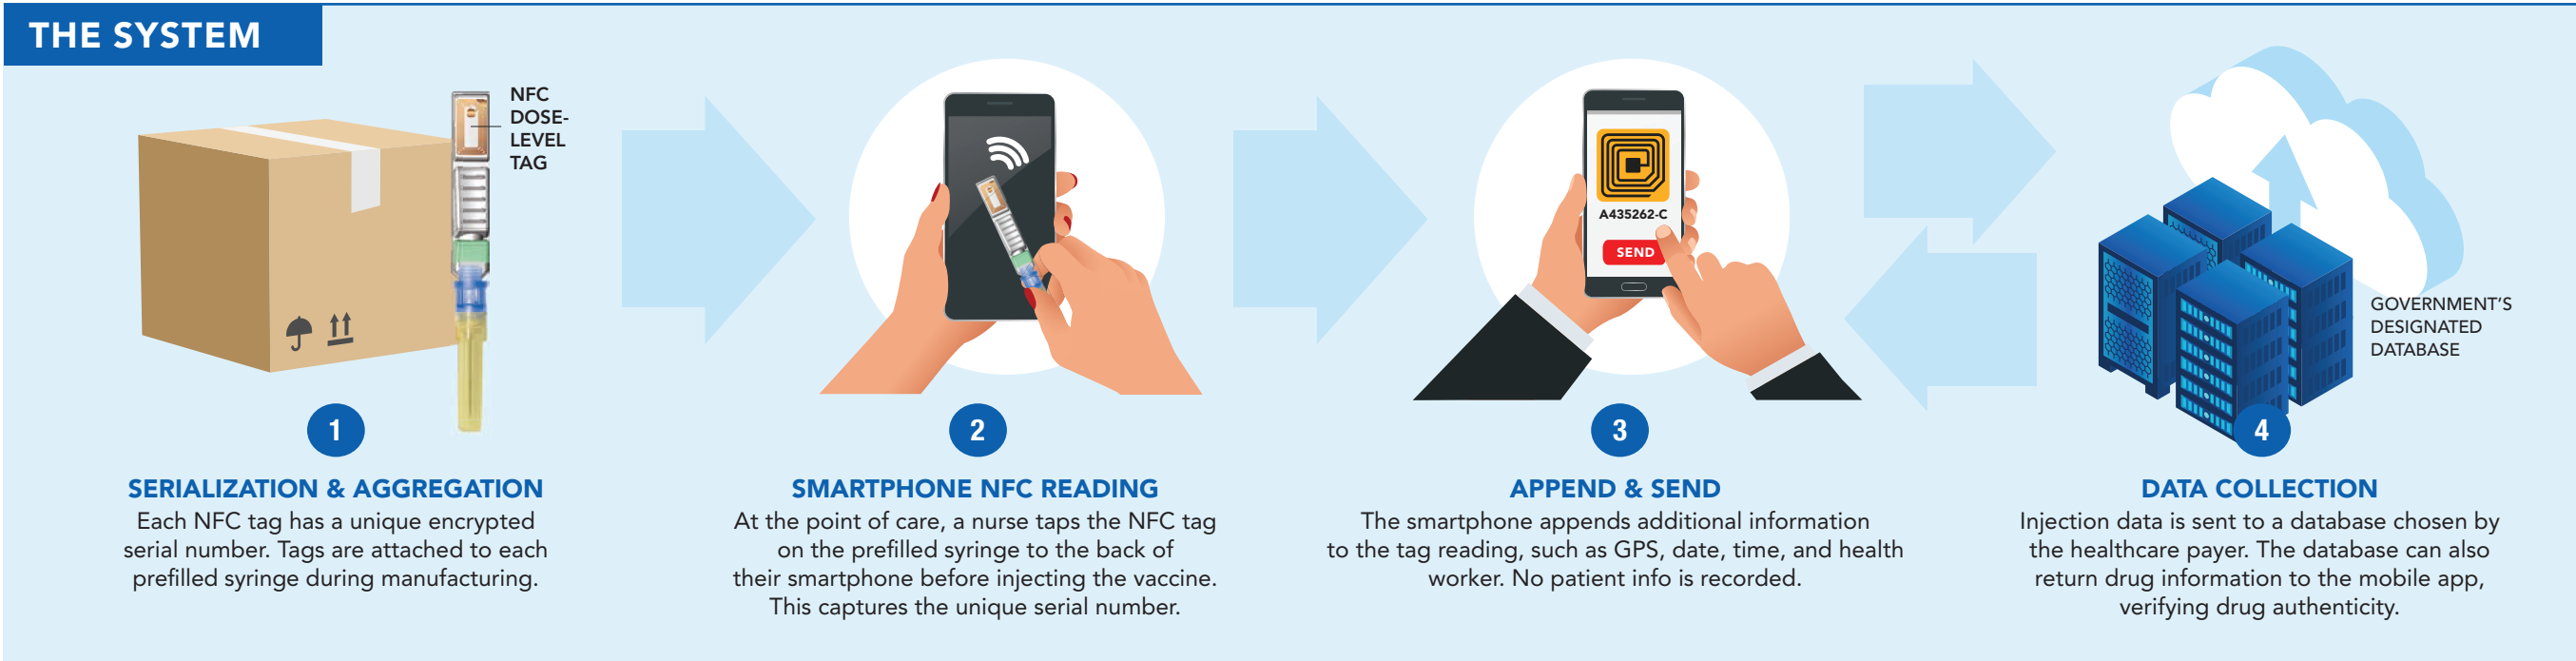 THE SYSTEM
NFC
DOSE-
LEVEL
TAG
1
SERIALIZATION & AGGREGATION
Each NFC tag has a unique encrypted
serial number. Tags are attached to each
prefilled syringe during manufacturing.
2
SMARTPHONE NFC READING
At the point of care, a nurse taps the NFC tag
on the prefilled syringe to the back of
their smartphone before injecting the vaccine.
This captures the unique serial number.
A435262-C
SEND
3
APPEND & SEND
The smartphone appends additional information
to the tag reading, such as GPS, date, time, and health
worker. No patient info is recorded.
GOVERNMENT’S
DESIGNATED
DATABASE
4
DATA COLLECTION
Injection data is sent to a database chosen by
the healthcare payer. The database can also
return drug information to the mobile app,
verifying drug authenticity.